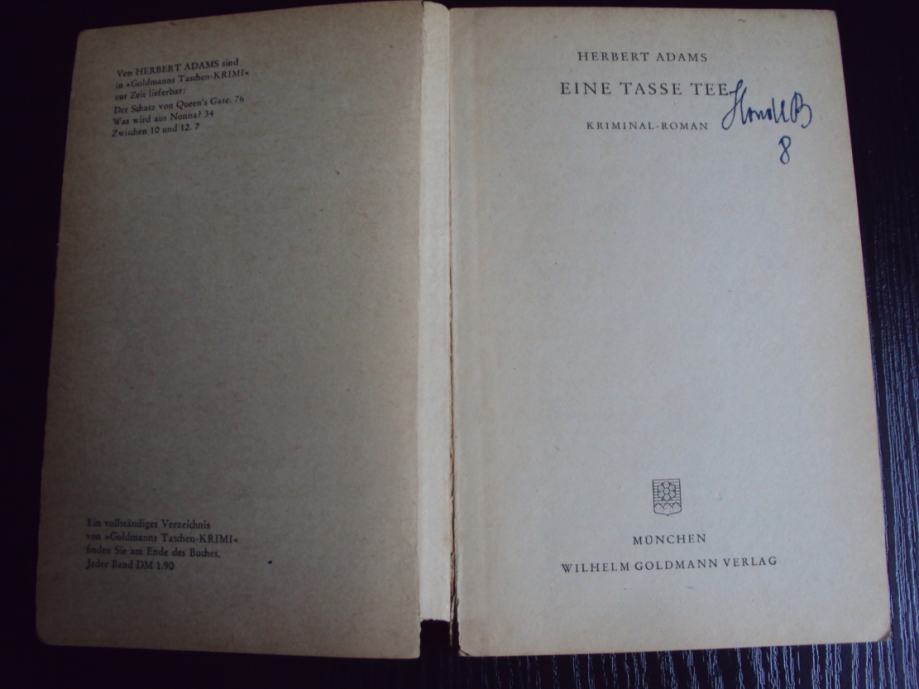 Von HERBERT ADAMS sind
in »Goldmanns Taschen-KRIMI«
zur Zeit lieferbar:
Der Schatz von Queen's Gate. 76
Was wird aus Nonna? 34
Zwischen 10 und 12. 7
Ein vollständiges Verzeichnis
von »Goldmanns Taschen-KRIMI«
finden Sie am Ende des Buches.
Jeder Band DM 1.90
HERBERT ADAMS
EINE TASSE TEE
KRIMINAL-ROMAN
8
MÜNCHEN
WILHELM GOLDMANN VERLAG